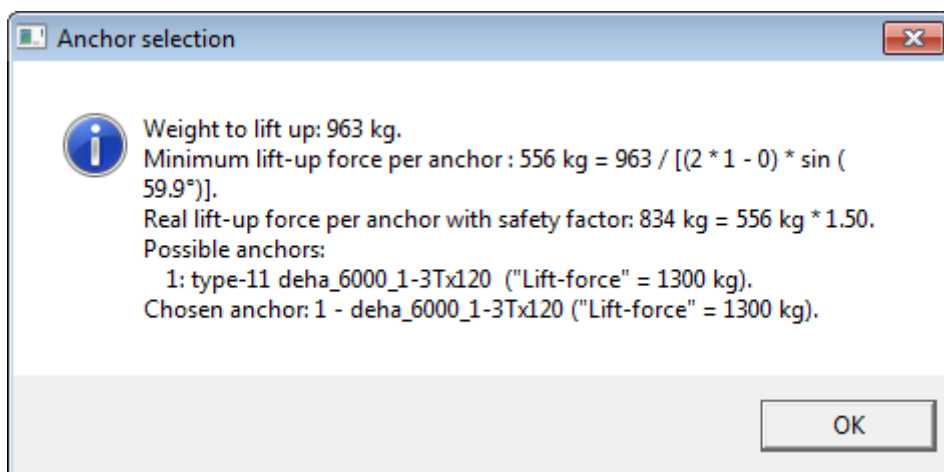 Anchor selection
Weight to lift up: 963 kg.
Minimum lift-up force per anchor : 556 kg = 963 / [(2 * 1 - 0) * sin (
59.9°)].
Real lift-up force per anchor with safety factor: 834 kg = 556 kg * 1.50.
Possible anchors:
1: type-11 deha_6000_1-3Tx120  ("Lift-force" = 1300 kg).
Chosen anchor: 1 - deha_6000_1-3Tx120 ("Lift-force" = 1300 kg).
OK